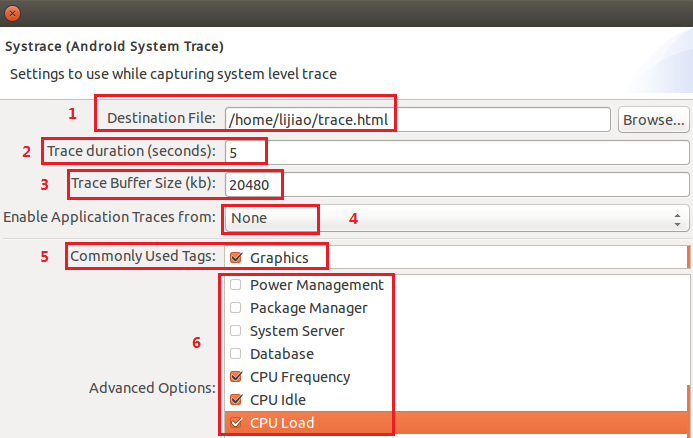 Systrace (Android System Trace)
Settings to use while capturing system level trace
1 Destination File: /home/lijiao/trace.html Browse...
2 Trace duration (seconds): 5
3 Trace Buffer Size (kb): 20480
Enable Application Traces from: None 4
5 Commonly Used Tags: Graphics
Power Management
Package Manager
System Server
6
Database
CPU Frequency
Advanced Options:
CPU Idle
CPU Load